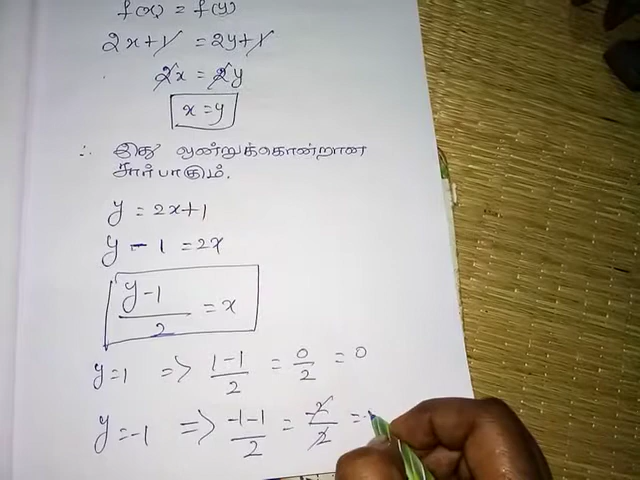 f(x) = f(y)
2x+1 = 2y+1
2x = 2y
x = y
∴ இது ஒன்றுக்கொன்றான
சார்பாகும்.
y = 2x+1
y - 1 = 2x
y-1/2 = x
y=1 => 1-1/2 = 0/2 = 0
y=-1 => -1-1/2 = -2/2 = -